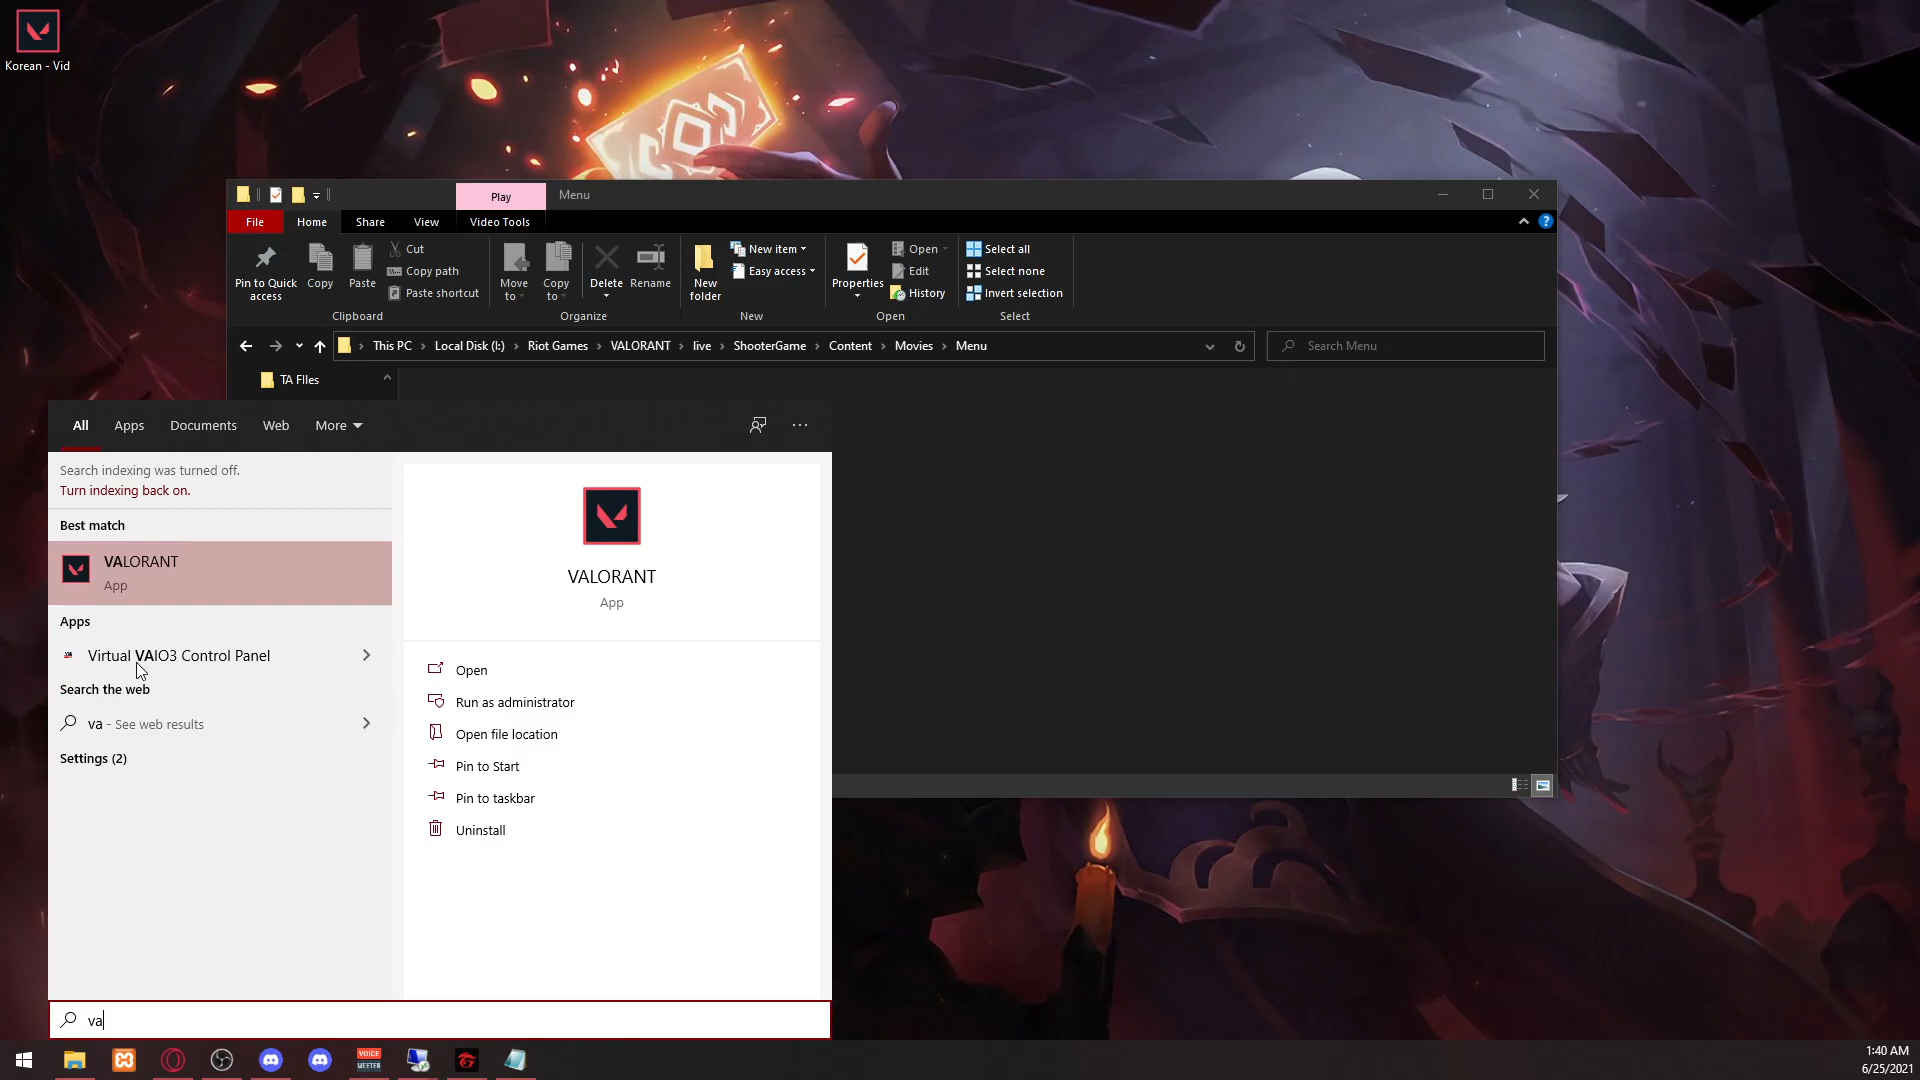 Korean - Vid
Play
Menu
File
Home
Share
View
Video Tools
Pin to Quick access
Copy
Paste
Cut
Copy path
Paste shortcut
Clipboard
Move to
Copy to
Delete
Rename
Organize
New folder
New item
Easy access
New
Properties
Open
Edit
History
Open
Select all
Select none
Invert selection
Select
This PC
Local Disk (I:)
Riot Games
VALORANT
live
ShooterGame
Content
Movies
Menu
Search Menu
TA FIles
All
Apps
Documents
Web
More
Search indexing was turned off.
Turn indexing back on.
Best match
VALORANT
App
Apps
Virtual VAIO3 Control Panel
Search the web
va - See web results
Settings (2)
VALORANT
App
Open
Run as administrator
Open file location
Pin to Start
Pin to taskbar
Uninstall
va
VOICE
MEETER
1:40 AM
6/25/2021